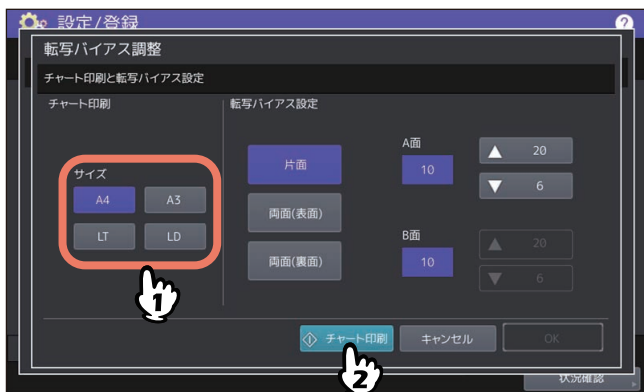 設定/登録
?
転写バイアス調整
チャート印刷と転写バイアス設定
チャート印刷
転写バイアス設定
サイズ
A4
A3
LT
LD
片面
両面(表面)
両面(裏面)
A面
10
20
6
B面
10
20
6
チャート印刷
キャンセル
OK
状況確認
1
2